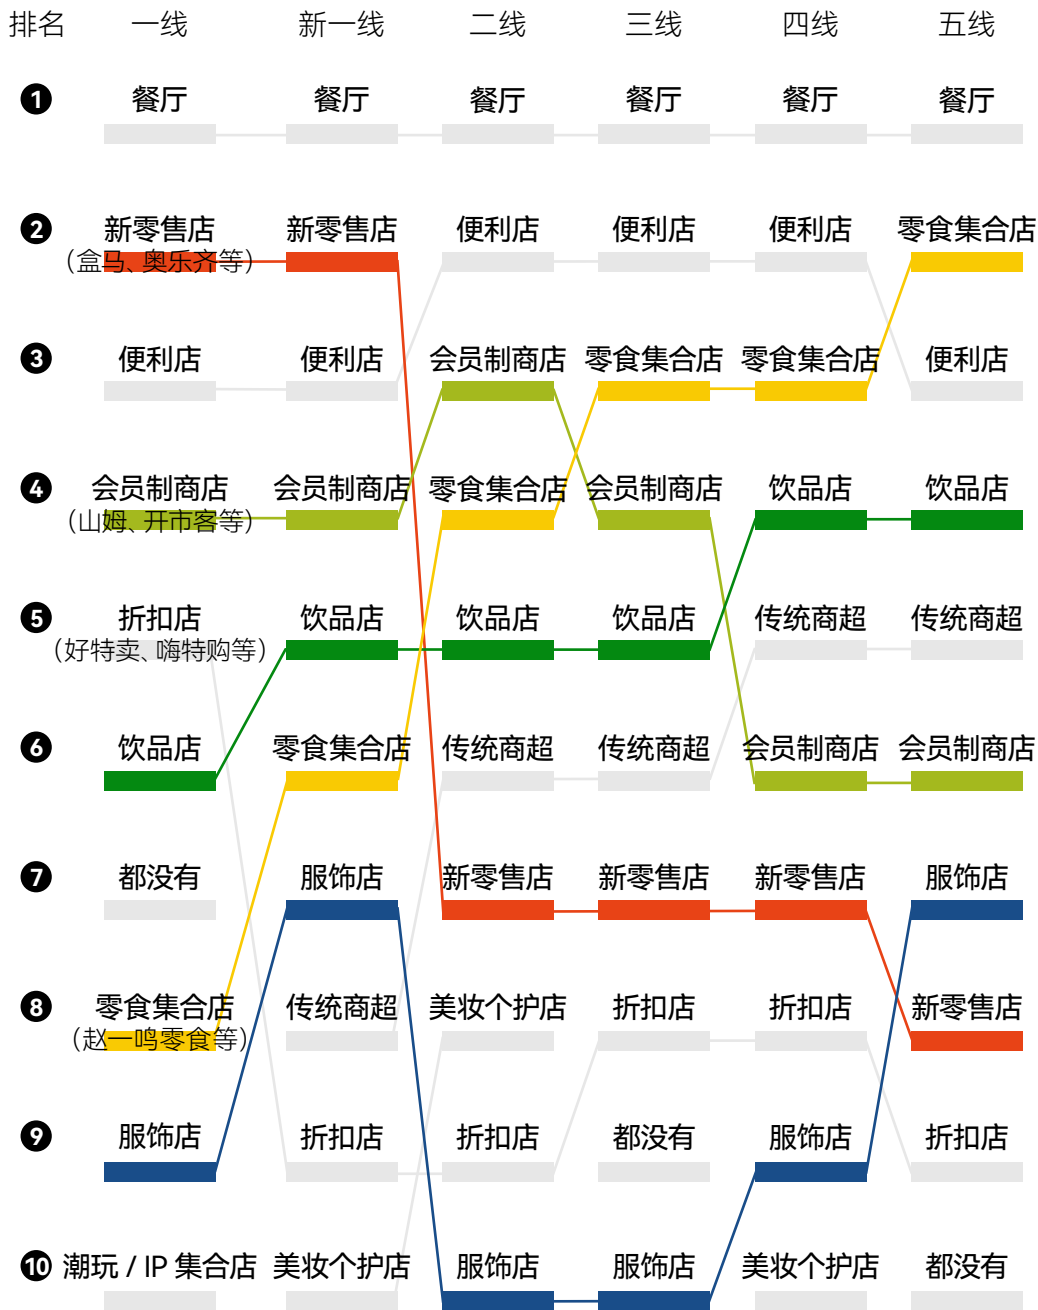 排名 一线 新一线 二线 三线 四线 五线
1 餐厅 餐厅 餐厅 餐厅 餐厅 餐厅
2 新零售店 新零售店 便利店 便利店 便利店 零食集合店
（盒马、奥乐齐等）
3 便利店 便利店 会员制商店 零食集合店 零食集合店 便利店
4 会员制商店 会员制商店 零食集合店 会员制商店 饮品店 饮品店
（山姆、开市客等）
5 折扣店 饮品店 饮品店 饮品店 传统商超 传统商超
（好特卖、嗨特购等）
6 饮品店 零食集合店 传统商超 传统商超 会员制商店 会员制商店
7 都没有 服饰店 新零售店 新零售店 新零售店 服饰店
8 零食集合店 传统商超 美妆个护店 折扣店 折扣店 新零售店
（赵一鸣零食等）
9 服饰店 折扣店 折扣店 都没有 服饰店 折扣店
10 潮玩 / IP 集合店 美妆个护店 服饰店 服饰店 美妆个护店 都没有